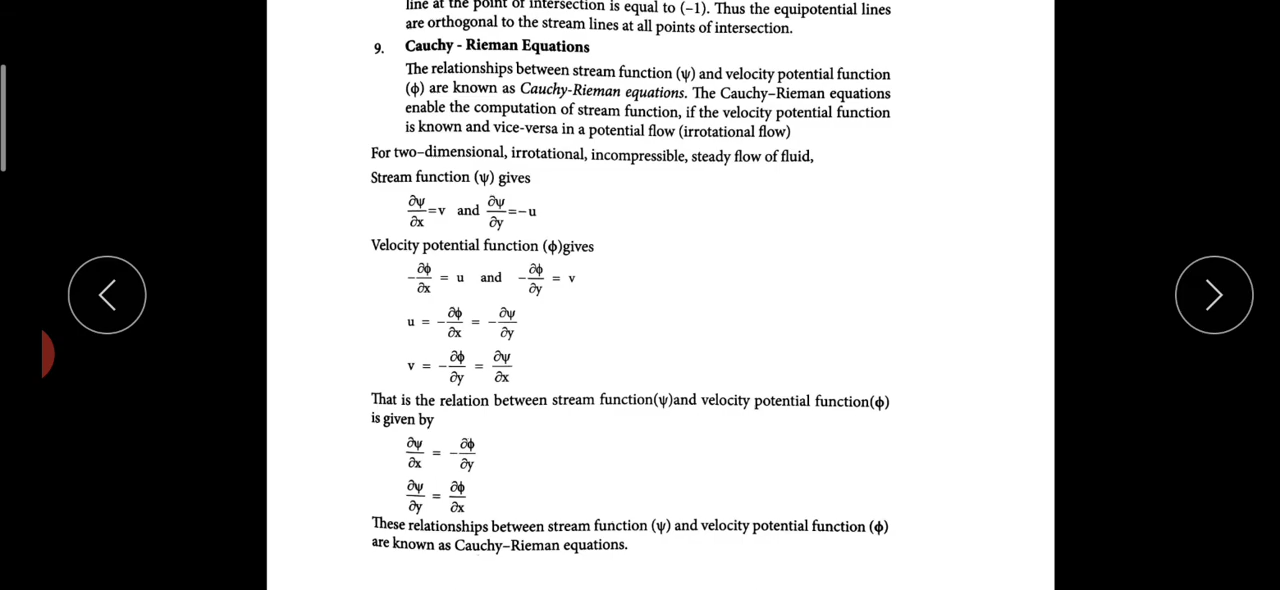 line at the point of intersection is equal to (−1). Thus the equipotential lines
are orthogonal to the stream lines at all points of intersection.
9. Cauchy - Rieman Equations
The relationships between stream function (ψ) and velocity potential function
(ϕ) are known as Cauchy-Rieman equations. The Cauchy–Rieman equations
enable the computation of stream function, if the velocity potential function
is known and vice-versa in a potential flow (irrotational flow)
For two–dimensional, irrotational, incompressible, steady flow of fluid,
Stream function (ψ) gives
∂ψ/∂x = v and ∂ψ/∂y = −u
Velocity potential function (ϕ)gives
−∂ϕ/∂x = u and −∂ϕ/∂y = v
u = −∂ϕ/∂x = −∂ψ/∂y
v = −∂ϕ/∂y = ∂ψ/∂x
That is the relation between stream function(ψ)and velocity potential function(ϕ)
is given by
∂ψ/∂x = −∂ϕ/∂y
∂ψ/∂y = ∂ϕ/∂x
These relationships between stream function (ψ) and velocity potential function (ϕ)
are known as Cauchy–Rieman equations.